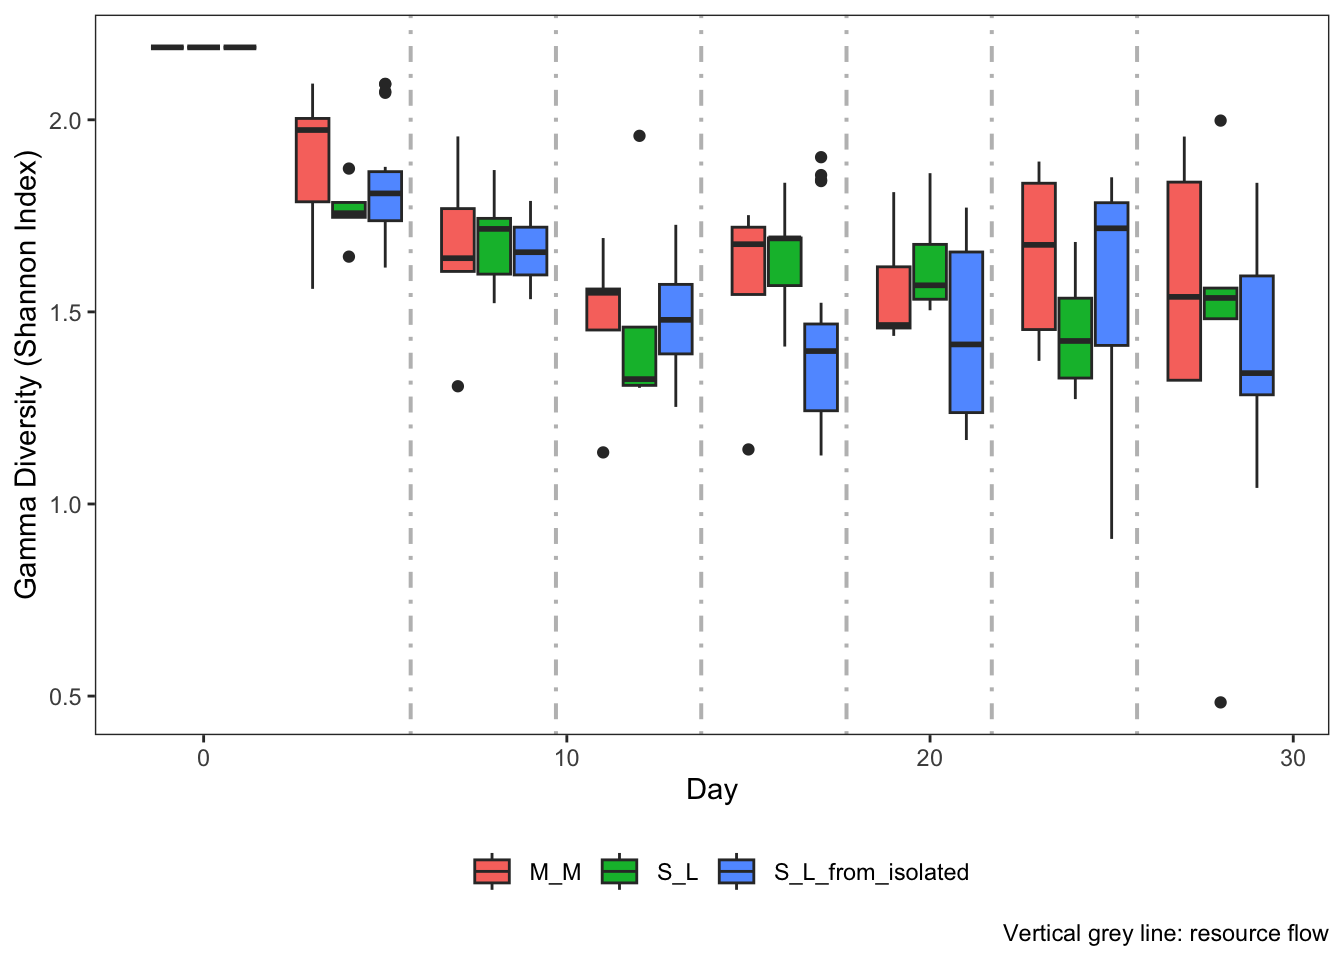 Gamma Diversity (Shannon Index)
2.0
1.5
1.0
0.5
0 10 20 30
Day
M_M S_L S_L_from_isolated
Vertical grey line: resource flow